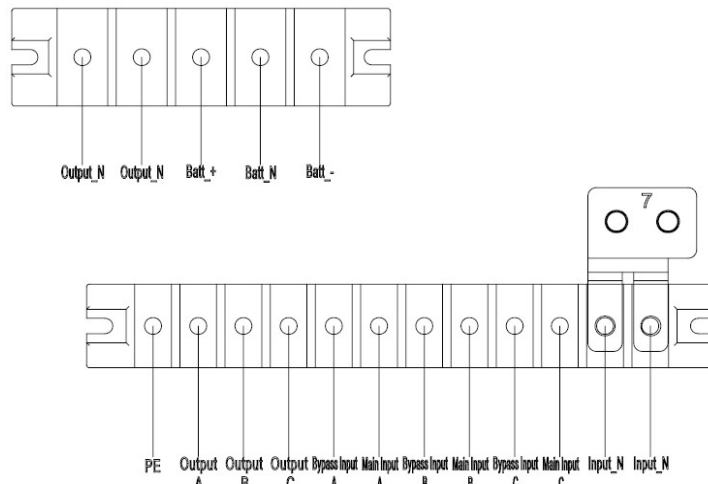 Output_N Output_N Batt_+ Batt_N Batt_-
7
PE Output Output Output Bypass Input Main Input Bypass Input Main Input Bypass Input Main Input Input_N Input_N
A B C A A B B C C